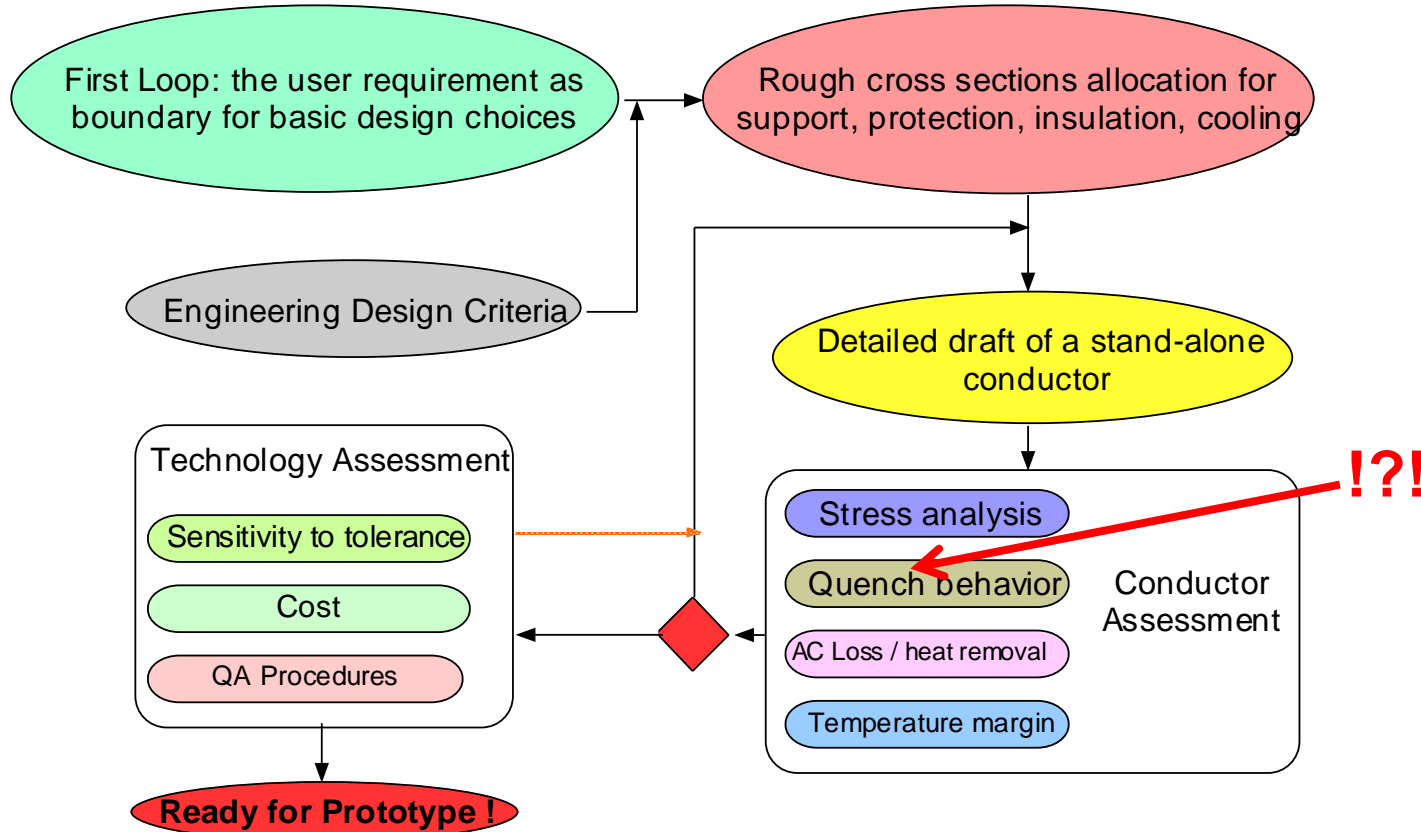 First Loop: the user requirement as
boundary for basic design choices
Rough cross sections allocation for
support, protection, insulation, cooling
Engineering Design Criteria
Detailed draft of a stand-alone
conductor
Technology Assessment
Sensitivity to tolerance
Cost
QA Procedures
!?!
Stress analysis
Quench behavior
AC Loss / heat removal
Temperature margin
Conductor
Assessment
Ready for Prototype !